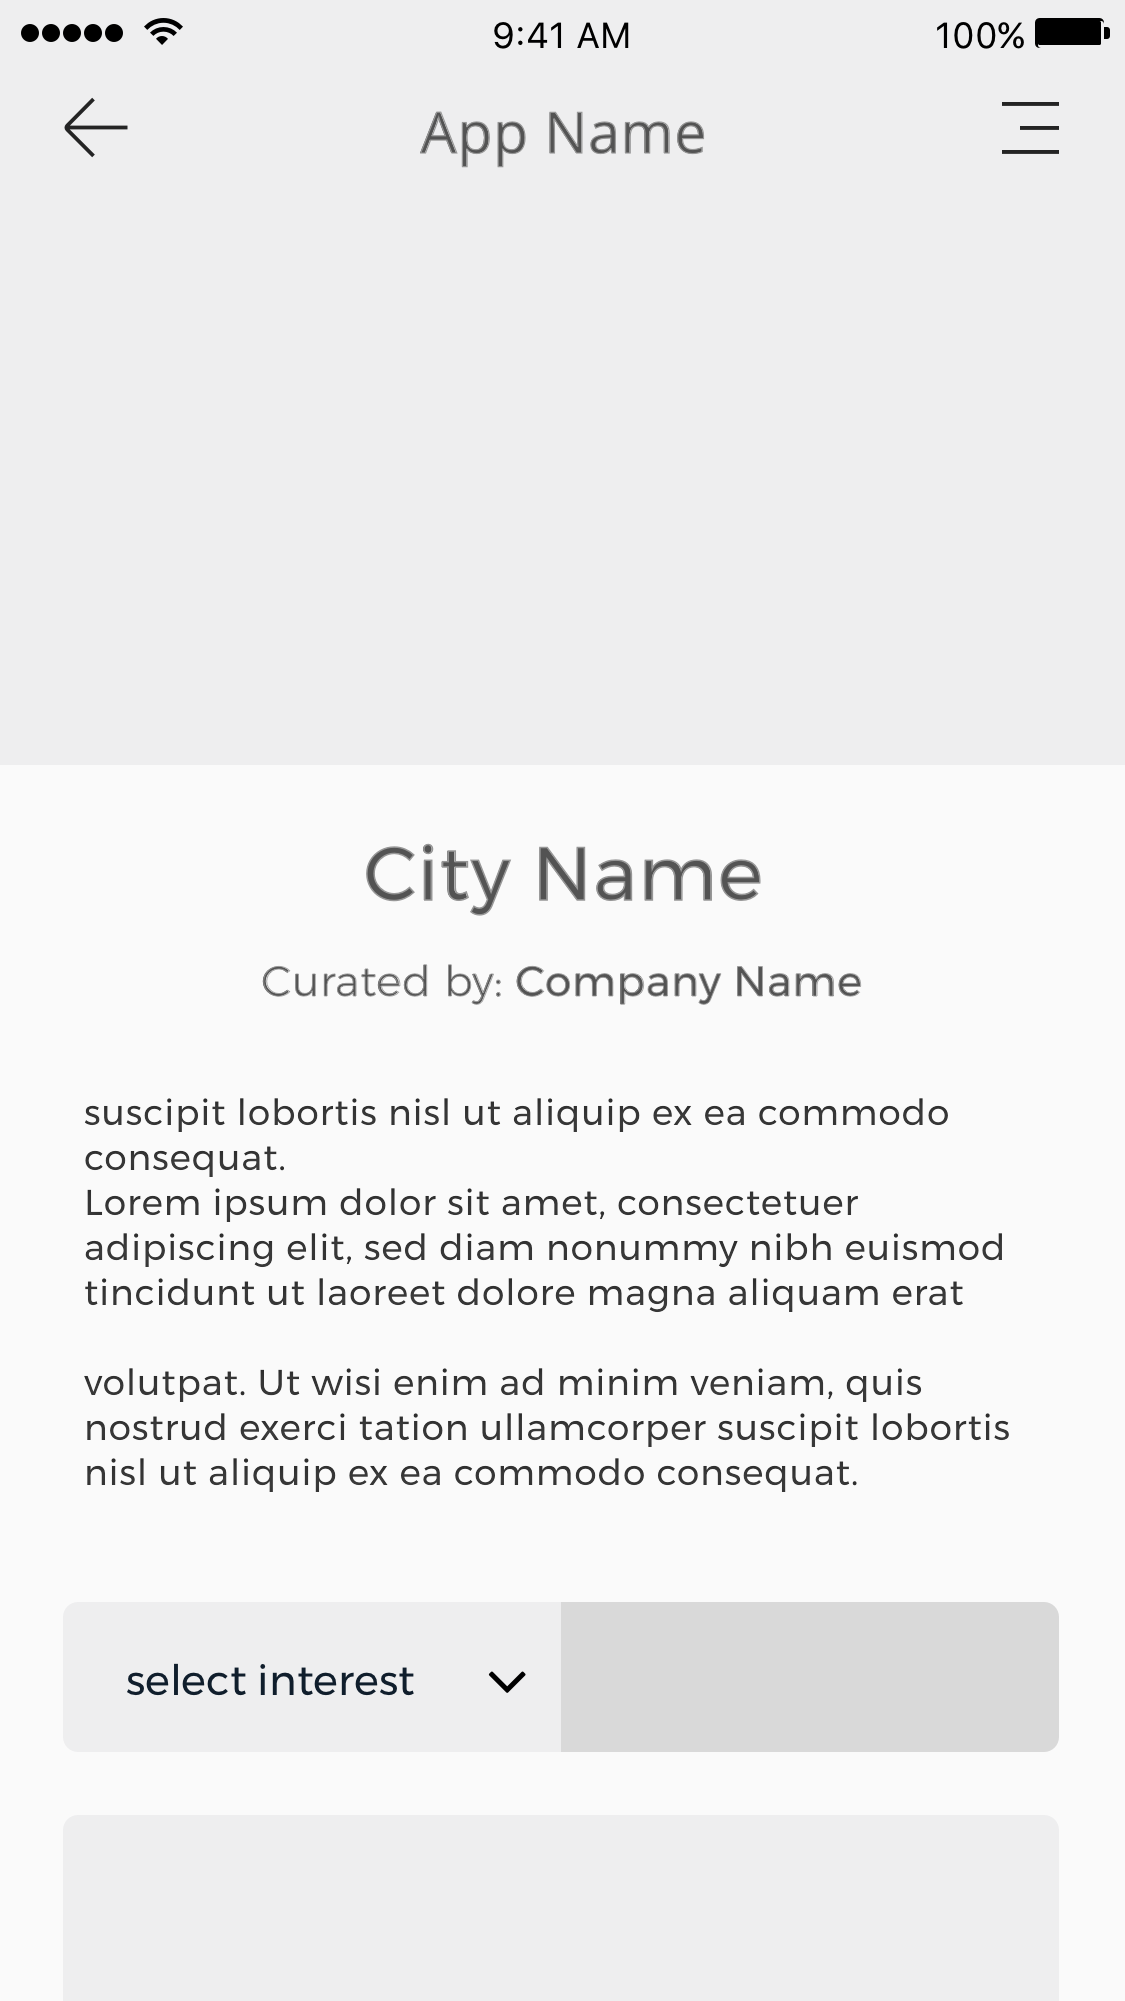 9:41 AM
100%
App Name
City Name
Curated by: Company Name
suscipit lobortis nisl ut aliquip ex ea commodo
consequat.
Lorem ipsum dolor sit amet, consectetuer
adipiscing elit, sed diam nonummy nibh euismod
tincidunt ut laoreet dolore magna aliquam erat
volutpat. Ut wisi enim ad minim veniam, quis
nostrud exerci tation ullamcorper suscipit lobortis
nisl ut aliquip ex ea commodo consequat.
select interest